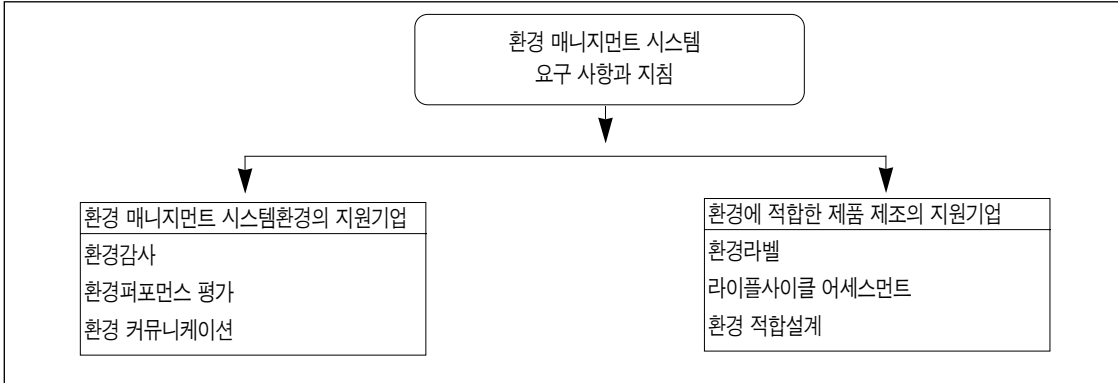 환경 매니지먼트 시스템
요구 사항과 지침
환경 매니지먼트 시스템환경의 지원기업
환경감사
환경퍼포먼스 평가
환경 커뮤니케이션
환경에 적합한 제품 제조의 지원기업
환경라벨
라이플사이클 어세스먼트
환경 적합설계